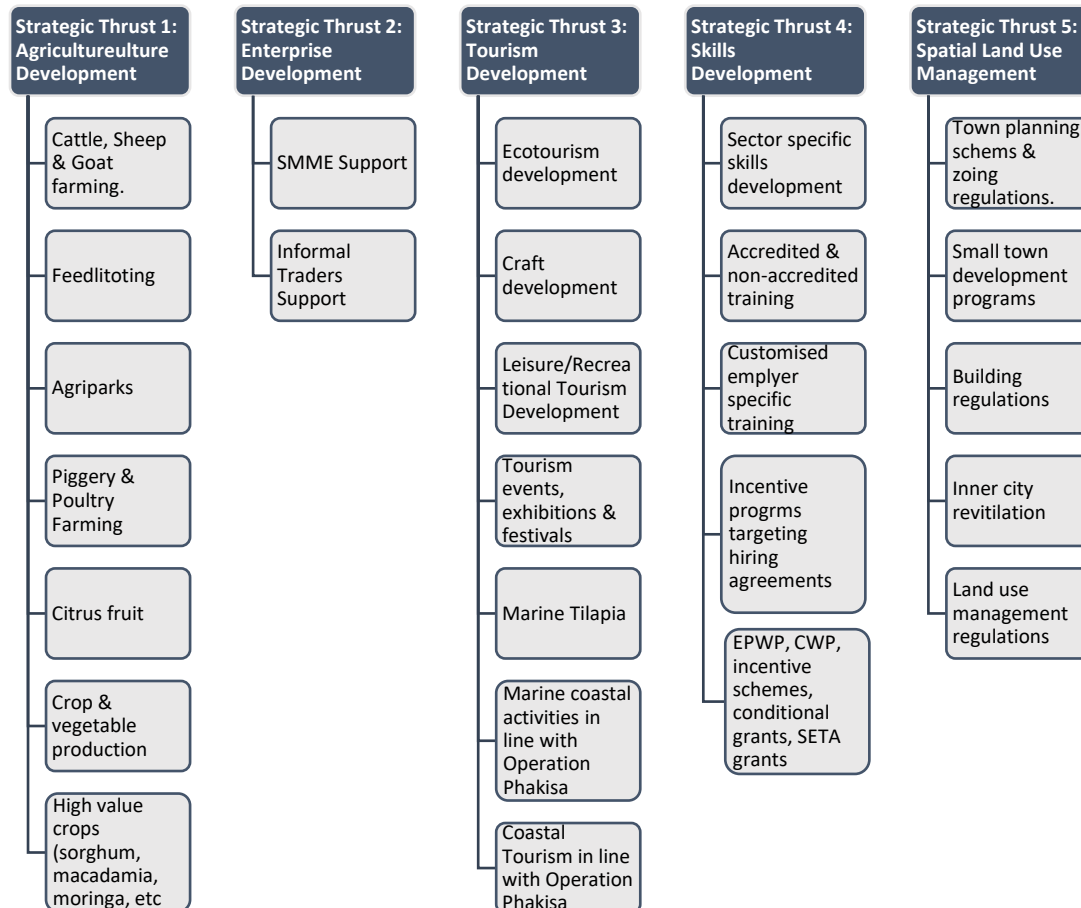 Strategic Thrust 1:
Agricultureulture
Development
Cattle, Sheep
& Goat
farming.
Feedlitoting
Agriparks
Piggery &
Poultry
Farming
Citrus fruit
Crop &
vegetable
production
High value
crops
(sorghum,
macadamia,
moringa, etc
Strategic Thrust 2:
Enterprise
Development
SMME Support
Informal
Traders
Support
Strategic Thrust 3:
Tourism
Development
Ecotourism
development
Craft
development
Leisure/Recrea
tional Tourism
Development
Tourism
events,
exhibitions &
festivals
Marine Tilapia
Marine coastal
activities in
line with
Operation
Phakisa
Coastal
Tourism in line
with Operation
Phakisa
Strategic Thrust 4:
Skills
Development
Sector specific
skills
development
Accredited &
non-accredited
training
Customised
emplyer
specific
training
Incentive
progrms
targeting
hiring
agreements
EPWP, CWP,
incentive
schemes,
conditional
grants, SETA
grants
Strategic Thrust 5:
Spatial Land Use
Management
Town planning
schems &
zoing
regulations.
Small town
development
programs
Building
regulations
Inner city
revitilation
Land use
management
regulations